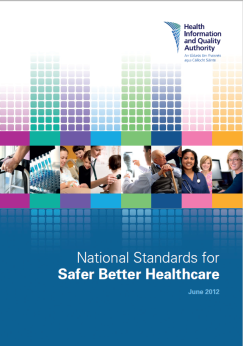 Health
Information
and Quality
Authority
An tÚdarás Um Fhaisnéis
agus Cáilíocht Sláinte
National Standards for
Safer Better Healthcare
June 2012